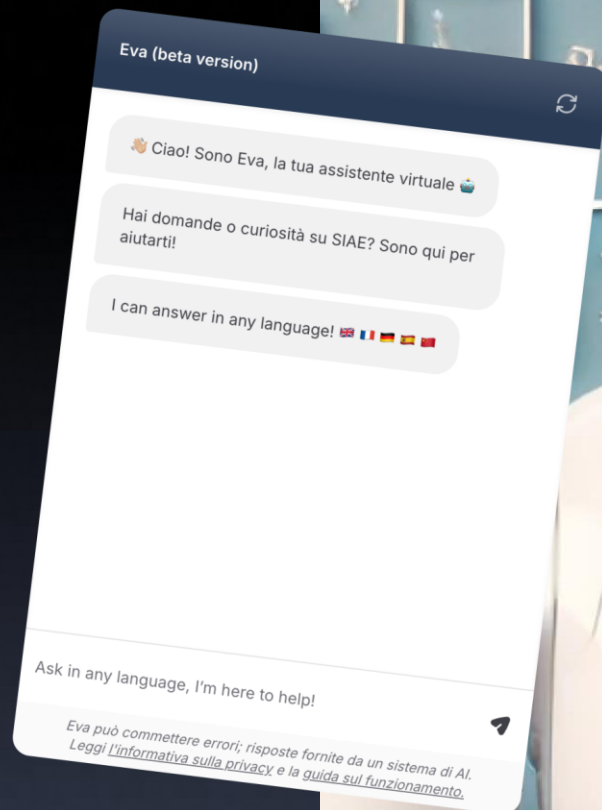 Eva (beta version)
👋🏼 Ciao! Sono Eva, la tua assistente virtuale 🤖
Hai domande o curiosità su SIAE? Sono qui per
aiutarti!
I can answer in any language! 🇬🇧 🇫🇷 🇩🇪 🇪🇸 🇨🇳
Ask in any language, I’m here to help!
Eva può commettere errori; risposte fornite da un sistema di AI.
Leggi l'informativa sulla privacy e la guida sul funzionamento.